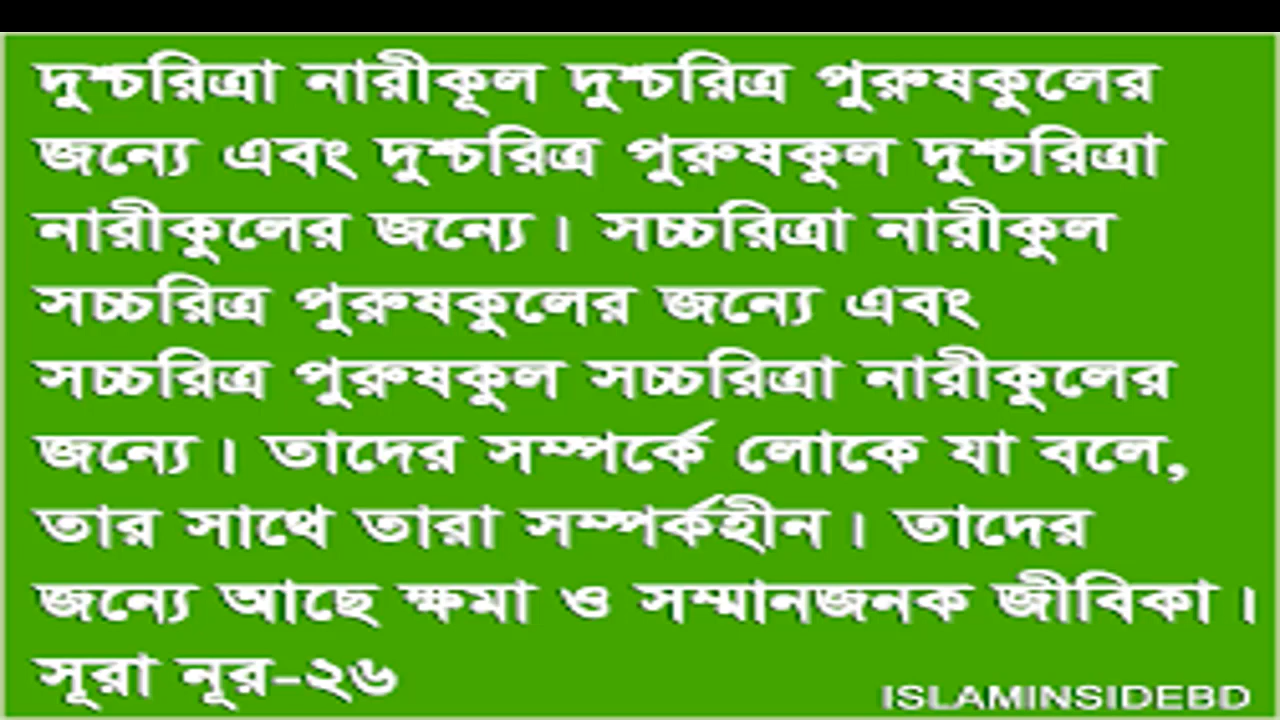 দুশ্চরিত্রা নারীকূল দুশ্চরিত্র পুরুষকুলের
জন্যে এবং দুশ্চরিত্র পুরুষকুল দুশ্চরিত্রা
নারীকুলের জন্যে। সচ্চরিত্রা নারীকুল
সচ্চরিত্র পুরুষকুলের জন্যে এবং
সচ্চরিত্র পুরুষকুল সচ্চরিত্রা নারীকুলের
জন্যে। তাদের সম্পর্কে লোকে যা বলে,
তার সাথে তারা সম্পর্কহীন। তাদের
জন্যে আছে ক্ষমা ও সম্মানজনক জীবিকা।
সূরা নূর-২৬
ISLAMINSIDEBD